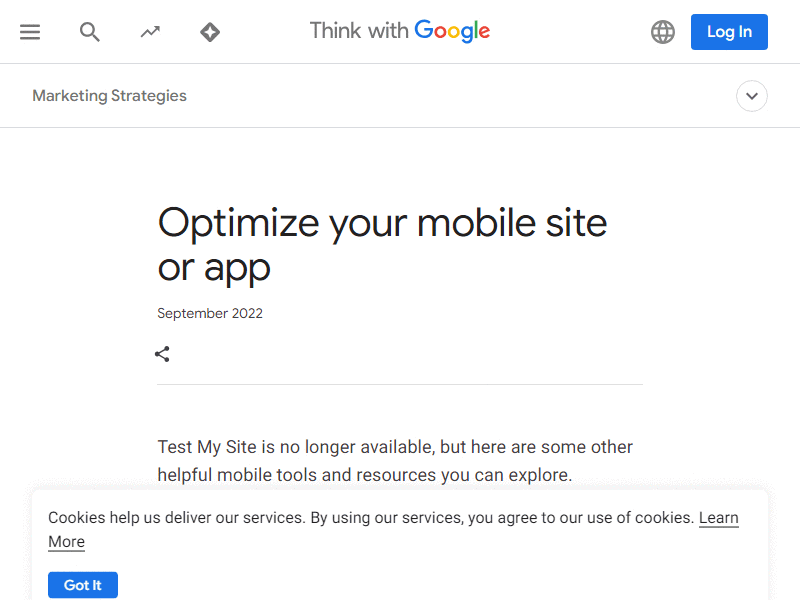 Think with Google
Log In
Marketing Strategies
Optimize your mobile site
or app
September 2022
Test My Site is no longer available, but here are some other
helpful mobile tools and resources you can explore.
Cookies help us deliver our services. By using our services, you agree to our use of cookies. Learn
More
Got It